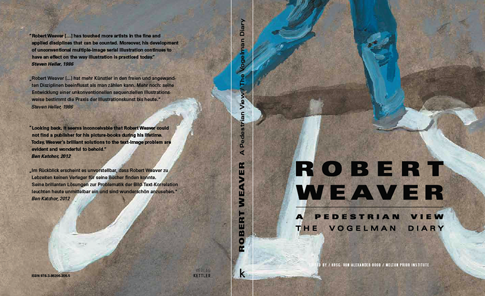 "Robert Weaver [...] has touched more artists in the fine and
applied disciplines that can be counted. Moreover, his development
of unconventional multiple-image serial illustration continues to
have an effect on the way illustration is practised today."
Steven Heller, 1986
„Robert Weaver [...] Hat mehr Künstler in den freien und angewand-
ten Disziplinen beeinflusst als man zählen kann. Mehr noch: seine
Entwicklung einer unkonventionellen sequenziellen Illustrations-
weise bestimmt die Praxis der Illustrationskunst bis heute."
Steven Heller, 1986
"Looking back, it seems inconceivable that Robert Weaver could
not find a publisher for his picture-books during his lifetime.
Today, Weaver's brilliant solutions to the text-image problem are
evident and wonderful to behold."
Ben Katchor, 2012
„Im Rückblick erscheint es unvorstellbar, dass Robert Weaver zu
Lebzeiten keinen Verleger für seine Bücher finden konnte.
Seine brillanten Lösungen zur Problematik der Bild-Text-Korrelation
leuchten heute unmittelbar ein und sind wunderschön anzusehen."
Ben Katchor, 2012
VERLAG
KETTLER
ROBERT WEAVER A Pedestrian View / The Vogelman Diary
k
ROBERT
WEAVER
A PEDESTRIAN VIEW
THE VOGELMAN DIARY